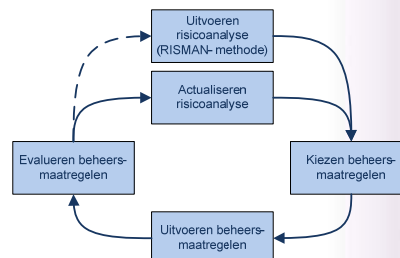 Uitvoeren
risicoanalyse
(RISMAN- methode)
Actualiseren
risicoanalyse
Evalueren beheers-
maatregelen
Kiezen beheers-
maatregelen
Uitvoeren beheers-
maatregelen